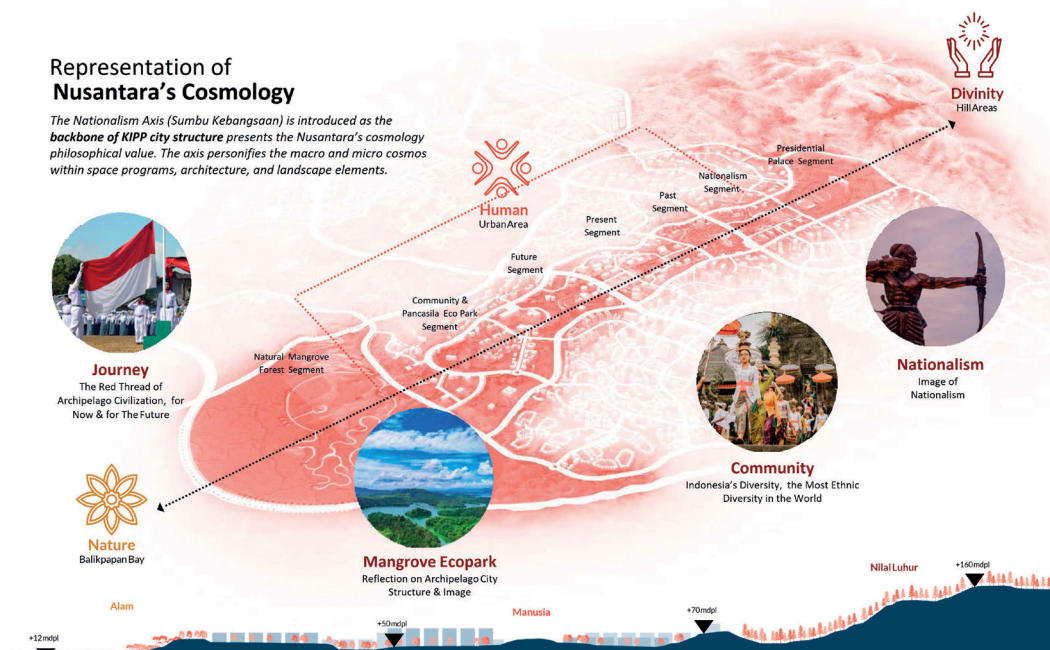 Representation of
Nusantara's Cosmology
The Nationalism Axis (Sumbu Kebangsaan) is introduced as the
backbone of KIPP city structure presents the Nusantara's cosmology
philosophical value. The axis personifies the macro and micro cosmos
within space programs, architecture, and landscape elements.
Divinity
Hill Areas
Human
Urban Area
Presidential
Palace Segment
Nationalism
Segment
Past
Segment
Present
Segment
Future
Segment
Community &
Pancasila Eco Park
Segment
Natural Mangrove
Forest Segment
Journey
The Red Thread of
Archipelago Civilization, for
Now & for The Future
Nationalism
Image of
Nationalism
Community
Indonesia's Diversity, the Most Ethnic
Diversity in the World
Nature
Balikpapan Bay
Mangrove Ecopark
Reflection on Archipelago City
Structure & Image
Alam
Manusia
Nilai Luhur
+12mdpl
+50mdpl
+70mdpl
+160mdpl